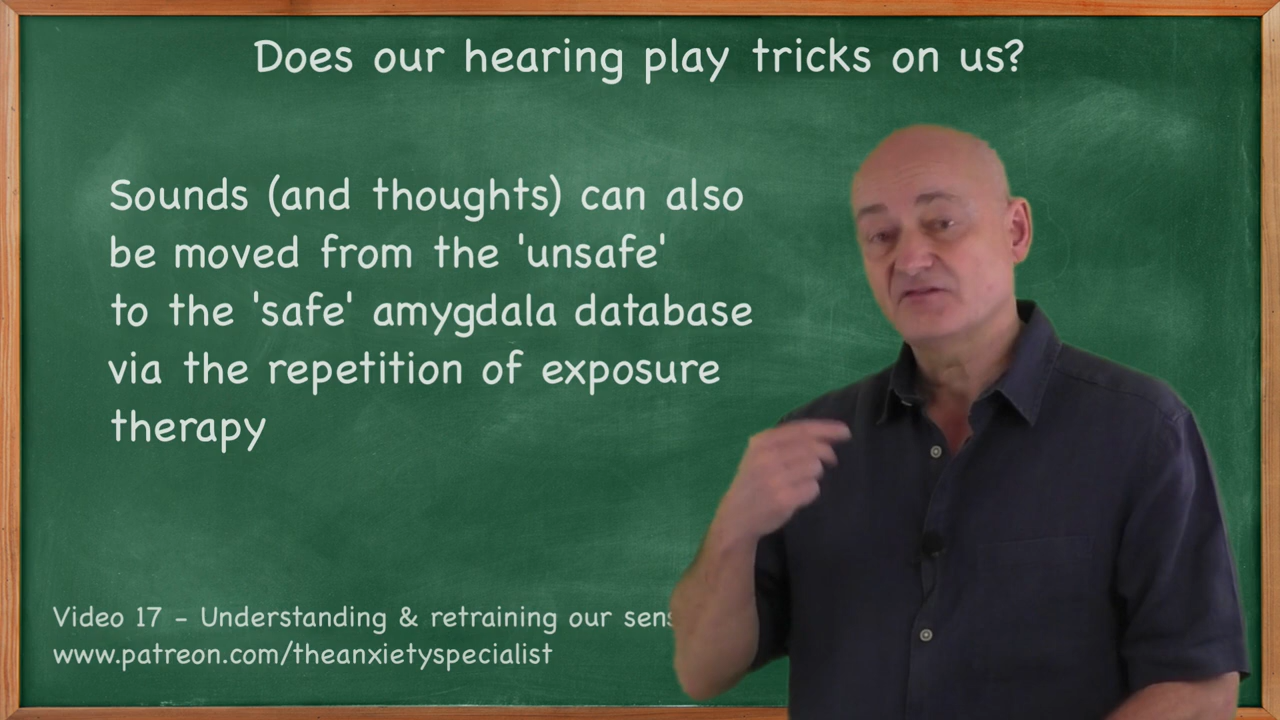 Does our hearing play tricks on us?
Sounds (and thoughts) can also
be moved from the 'unsafe'
to the 'safe' amygdala database
via the repetition of exposure
therapy
Video 17 - Understanding & retraining our
www.patreon.com/theanxietyspecialist